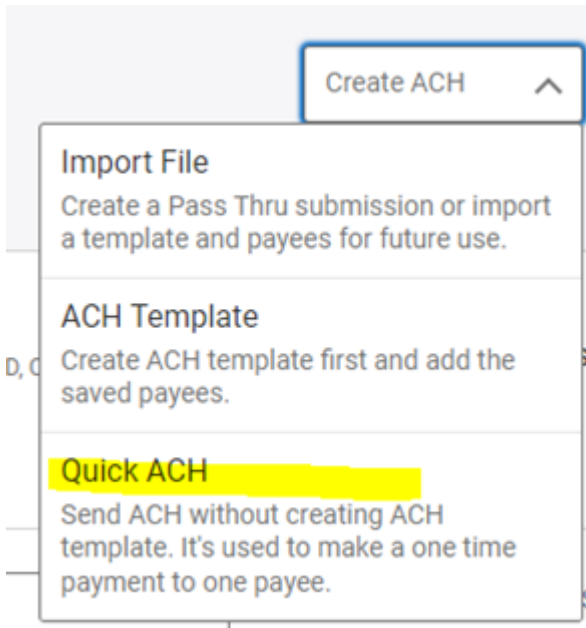 Create ACH
Import File
Create a Pass Thru submission or import
a template and payees for future use.
ACH Template
Create ACH template first and add the
D, C
saved payees.
Quick ACH
Send ACH without creating ACH
template. It's used to make a one time
payment to one payee.